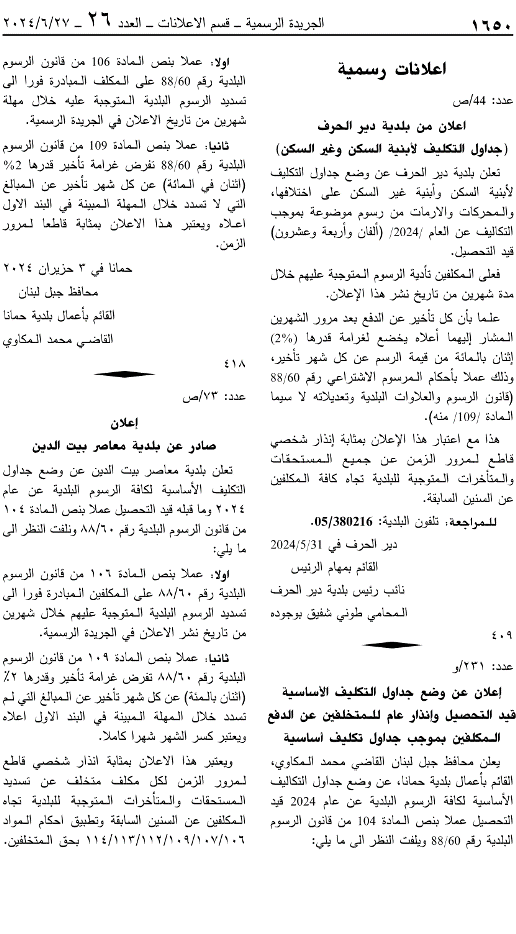 ١٦٥٠
الجريدة الرسمية ــ قسم الاعلانات ــ العدد ٢٦ ــ ٢٠٢٤/٦/٢٧
اعلانات رسمية
عدد: 44/ص
اعلان من بلدية دير الحرف
(جداول التكليف لأبنية السكن وغير السكن)
تعلن بلدية دير الحرف عن وضع جداول التكليف
لأبنية السكن وأبنية غير السكن على اختلافها،
والمحركات والارمات من رسوم موضوعة بموجب
التكاليف عن العام /2024/ (ألفان وأربعة وعشرون)
قيد التحصيل.
فعلى المكلفين تأدية الرسوم المتوجبة عليهم خلال
مدة شهرين من تاريخ نشر هذا الإعلان.
علـما بأن كل تأخير عن الدفع بعد مرور الشهرين
المشار إليهما أعلاه يخضع لغرامة قدرها (2%)
إثنان بالمائة من قيمة الرسم عن كل شهر تأخير،
وذلك عملا بأحكام المرسوم الاشتراعي رقم 88/60
(قانون الرسوم والعلاوات البلدية وتعديلاته لا سيما
المادة /109/ منه).
هذا مع اعتبار هذا الإعلان بمثابة إنذار شخصي
قاطع لـمرور الزمن عن جميع المستحقات
والمتأخرات المتوجبة للبلدية تجاه كافة المكلفين
عن السنين السابقة.
للمراجعة: تلفون البلدية: 05/380216.
دير الحرف في 2024/5/31
القائم بمهام الرئيس
نائب رئيس بلدية دير الحرف
المحامي طوني شفيق بوجوده
٤٠٩
عدد: ٢٣١/و
إعلان عن وضع جداول التكليف الأساسية
قيد التحصيل وإنذار عام للمتخلفين عن الدفع
المكلفين بموجب جداول تكليف أساسية
يعلن محافظ جبل لبنان القاضي محمد المكاوي،
القائم بأعمال بلدية حمانا، عن وضع جداول التكاليف
الأساسية لكافة الرسوم البلدية عن عام 2024 قيد
التحصيل عملا بنص المادة 104 من قانون الرسوم
البلدية رقم 88/60 ويلفت النظر الى ما يلي:
اولا: عملا بنص المادة 106 من قانون الرسوم
البلدية رقم 88/60 على المكلف المبادرة فورا الى
تسديد الرسوم البلدية المتوجبة عليه خلال مهلة
شهرين من تاريخ الاعلان في الجريدة الرسمية.
ثانيا: عملا بنص المادة 109 من قانون الرسوم
البلدية رقم 88/60 تفرض غرامة تأخير قدرها 2%
(اثنان في المائة) عن كل شهر تأخير عن المبالغ
التي لا تسدد خلال المهلة المبينة في البند الاول
اعلاه ويعتبر هذا الاعلان بمثابة قاطعا لمرور
الزمن.
حمانا في ٣ حزيران ٢٠٢٤
محافظ جبل لبنان
القائم بأعمال بلدية حمانا
القاضي محمد المكاوي
٤١٨
عدد: ٧٣/ص
إعلان
صادر عن بلدية معاصر بيت الدين
تعلن بلدية معاصر بيت الدين عن وضع جداول
التكليف الأساسية لكافة الرسوم البلدية عن عام
٢٠٢٤ وما قبله قيد التحصيل عملا بنص المادة ١٠٤
من قانون الرسوم البلدية رقم ٨٨/٦٠ وتلفت النظر الى
ما يلي:
اولا: عملا بنص المادة ١٠٦ من قانون الرسوم
البلدية رقم ٨٨/٦٠ على المكلفين المبادرة فورا الى
تسديد الرسوم البلدية المتوجبة عليهم خلال شهرين
من تاريخ نشر الاعلان في الجريدة الرسمية.
ثانيا: عملا بنص المادة ١٠٩ من قانون الرسوم
البلدية رقم ٨٨/٦٠ تفرض غرامة تأخير وقدرها ٢٪
(اثنان بالمئة) عن كل شهر تأخير عن المبالغ التي لم
تسدد خلال المهلة المبينة في البند الاول اعلاه
ويعتبر كسر الشهر شهرا كاملا.
ويعتبر هذا الاعلان بمثابة انذار شخصي قاطع
لمرور الزمن لكل مكلف متخلف عن تسديد
المستحقات والمتأخرات المتوجبة للبلدية تجاه
المكلفين عن السنين السابقة وتطبيق احكام المواد
١١٤/١١٣/١١٢/١٠٩/١٠٧/١٠٦ بحق المتخلفين.